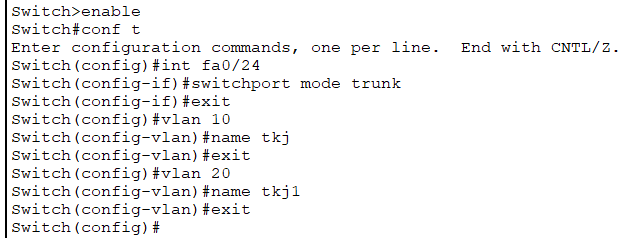 Switch>enable
Switch#conf t
Enter configuration commands, one per line.  End with CNTL/Z.
Switch(config)#int fa0/24
Switch(config-if)#switchport mode trunk
Switch(config-if)#exit
Switch(config)#vlan 10
Switch(config-vlan)#name tkj
Switch(config-vlan)#exit
Switch(config)#vlan 20
Switch(config-vlan)#name tkj1
Switch(config-vlan)#exit
Switch(config)#